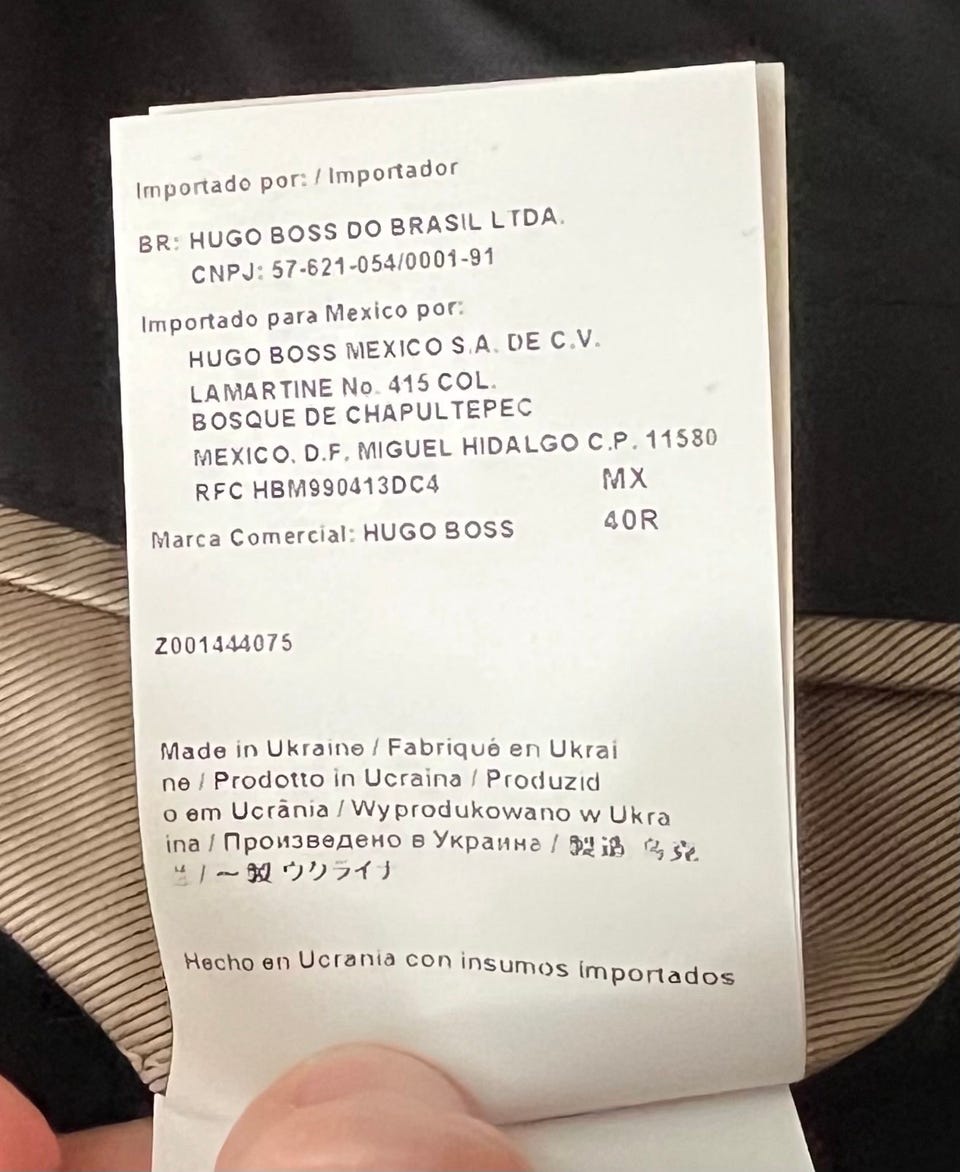 Importado por: / Importador
BR: HUGO BOSS DO BRASIL LTDA.
CNPJ: 57-621-054/0001-91
Importado para Mexico por:
HUGO BOSS MEXICO S.A. DE C.V.
LAMARTINE No. 415 COL.
BOSQUE DE CHAPULTEPEC
MEXICO. D.F. MIGUEL HIDALGO C.P. 11580
RFC HBM990413DC4 MX
Marca Comercial: HUGO BOSS 40R
Z001444075
Made in Ukraine / Fabriqué en Ukrai
ne / Prodotto in Ucraina / Produzid
o em Ucrânia / Wyprodukowano w Ukra
ina / Произведено в Украина /
/ ウクライナ
Hecho en Ucrania con insumos importados